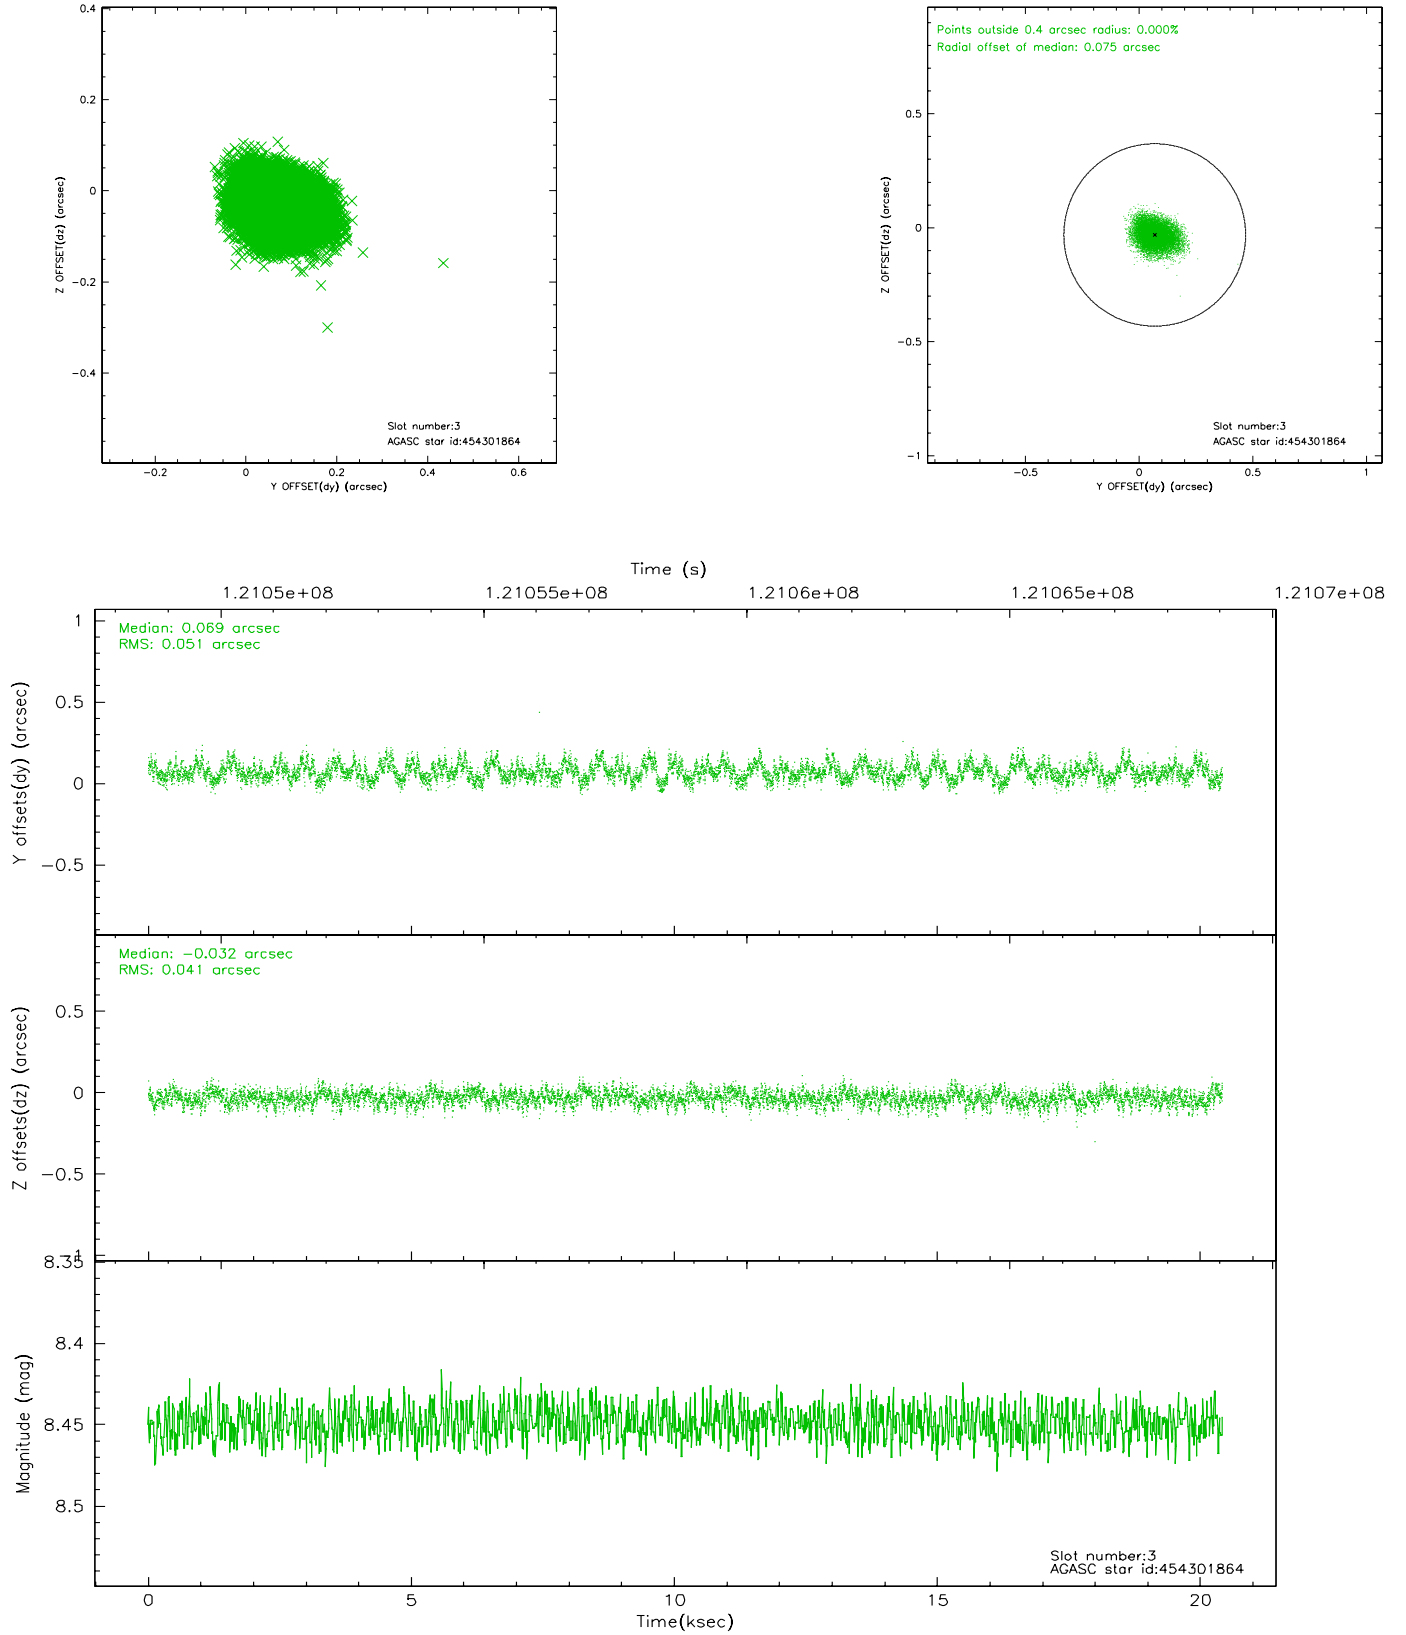 0.4
0.2
0
−0.2
−0.4
Z OFFSET(dz) (arcsec)
Slot number:3
AGASC star id:454301864
−0.2 0 0.2 0.4 0.6
Y OFFSET(dy) (arcsec)
Points outside 0.4 arcsec radius: 0.000%
Radial offset of median: 0.075 arcsec
0.5
0
−0.5
−1
Z OFFSET(dz) (arcsec)
Slot number:3
AGASC star id:454301864
−0.5 0 0.5 1
Y OFFSET(dy) (arcsec)
Time (s)
1.2105e+08 1.21055e+08 1.2106e+08 1.21065e+08 1.2107e+08
Median: 0.069 arcsec
RMS: 0.051 arcsec
1
0.5
0
−0.5
Y offsets(dy) (arcsec)
Median: −0.032 arcsec
RMS: 0.041 arcsec
0.5
0
−0.5
−1
Z offsets(dz) (arcsec)
8.35
8.4
8.45
8.5
Magnitude (mag)
Slot number:3
AGASC star id:454301864
0 5 10 15 20
Time(ksec)